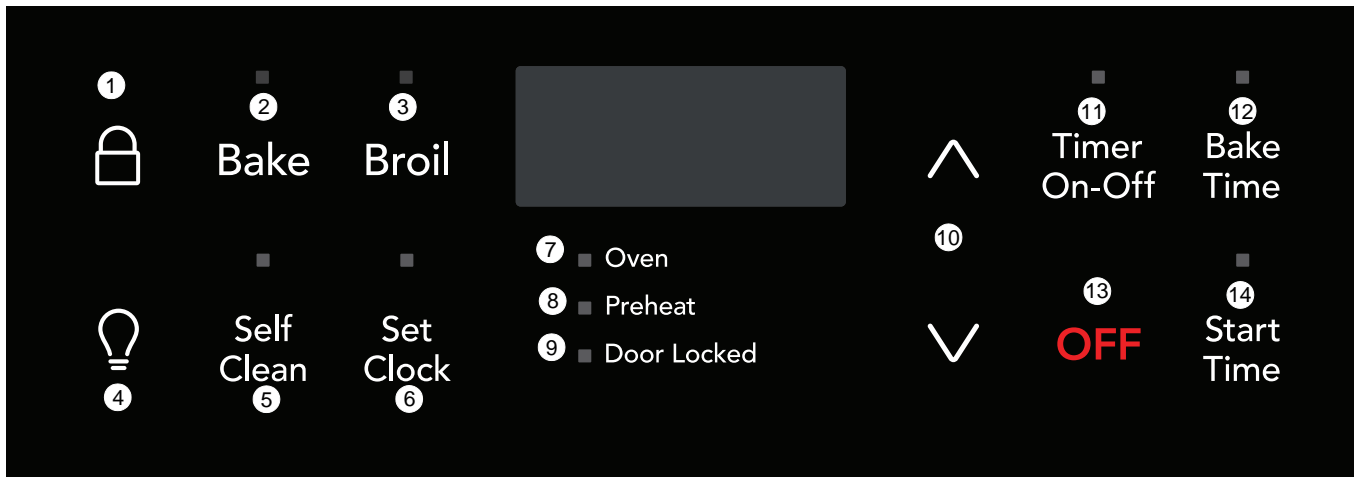 1
2
Bake
3
Broil
4
5
Self
Clean
6
Set
Clock
7 Oven
8 Preheat
9 Door Locked
10
11
Timer
On-Off
12
Bake
Time
13
OFF
14
Start
Time